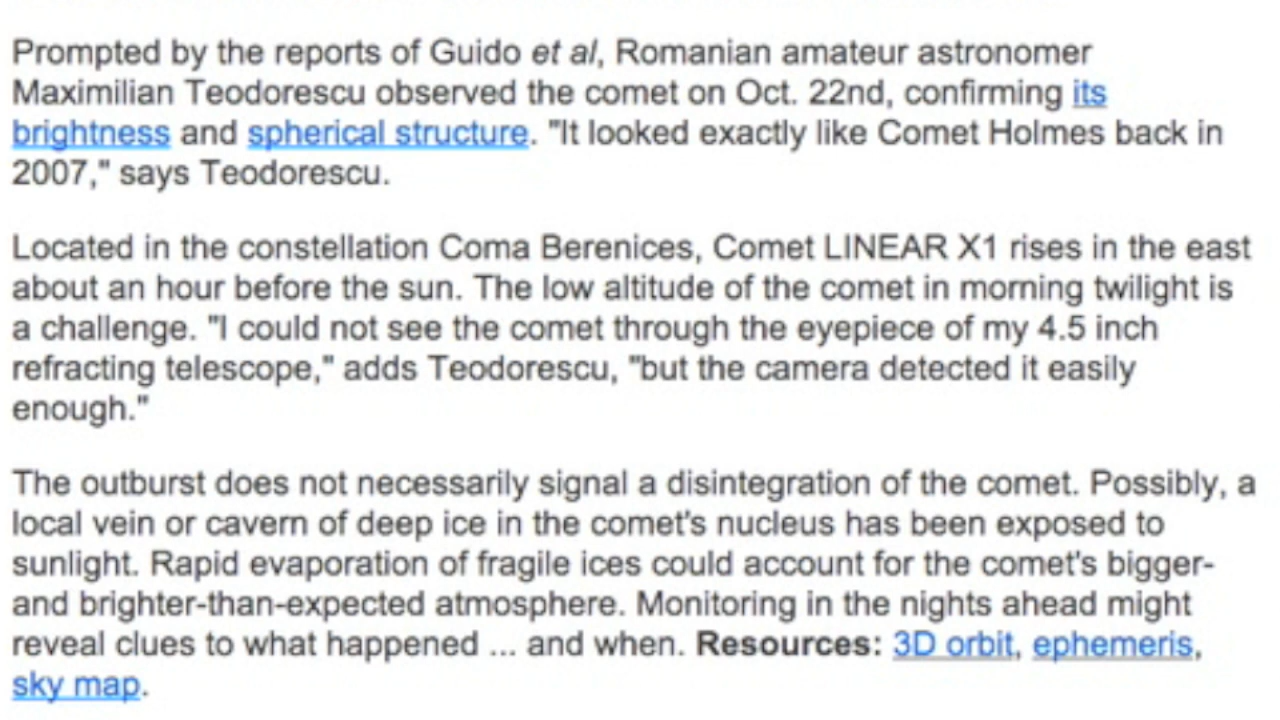 Prompted by the reports of Guido et al, Romanian amateur astronomer
Maximilian Teodorescu observed the comet on Oct. 22nd, confirming its
brightness and spherical structure. "It looked exactly like Comet Holmes back in
2007," says Teodorescu.
Located in the constellation Coma Berenices, Comet LINEAR X1 rises in the east
about an hour before the sun. The low altitude of the comet in morning twilight is
a challenge. "I could not see the comet through the eyepiece of my 4.5 inch
refracting telescope," adds Teodorescu, "but the camera detected it easily
enough."
The outburst does not necessarily signal a disintegration of the comet. Possibly, a
local vein or cavern of deep ice in the comet's nucleus has been exposed to
sunlight. Rapid evaporation of fragile ices could account for the comet's bigger-
and brighter-than-expected atmosphere. Monitoring in the nights ahead might
reveal clues to what happened ... and when. Resources: 3D orbit, ephemeris,
sky map.